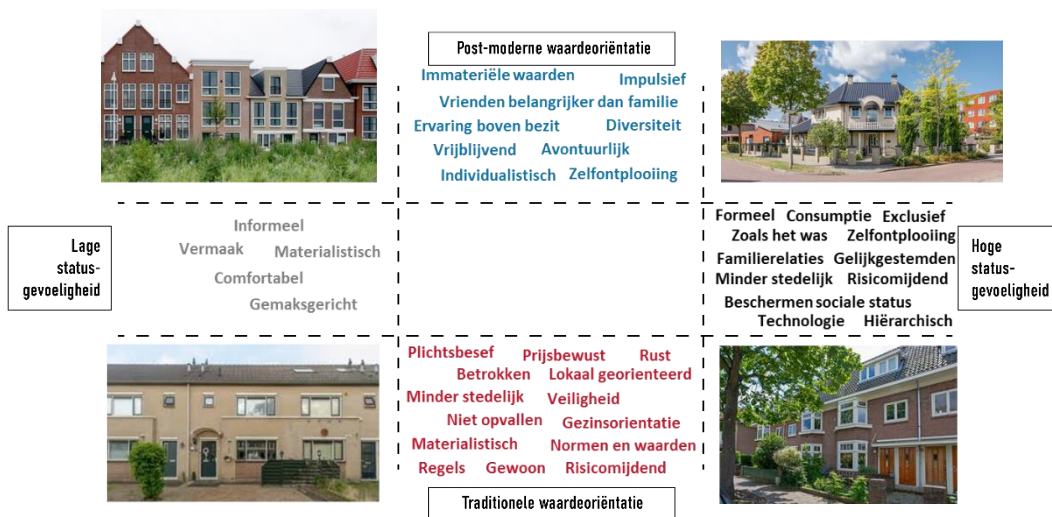 Post-moderne waardeoriëntatie
Immateriële waarden Impulsief
Vrienden belangrijker dan familie
Ervaring boven bezit Diversiteit
Vrijblijvend Avontuurlijk
Individualistisch Zelfontplooiing
Lage
status-
gevoeligheid
Informeel
Vermaak Materialistisch
Comfortabel
Gemaksgericht
Formeel Consumptie Exclusief
Zoals het was Zelfontplooiing
Familierelaties Gelijkgestemden
Minder stedelijk Risicomijdend
Beschermen sociale status
Technologie Hiërarchisch
Hoge
status-
gevoeligheid
Plichtsbesef Prijsbewust Rust
Betrokken Lokaal georienteerd
Minder stedelijk Veiligheid
Niet opvallen Gezinsorientatie
Materialistisch Normen en waarden
Regels Gewoon Risicomijdend
Traditionele waardeoriëntatie